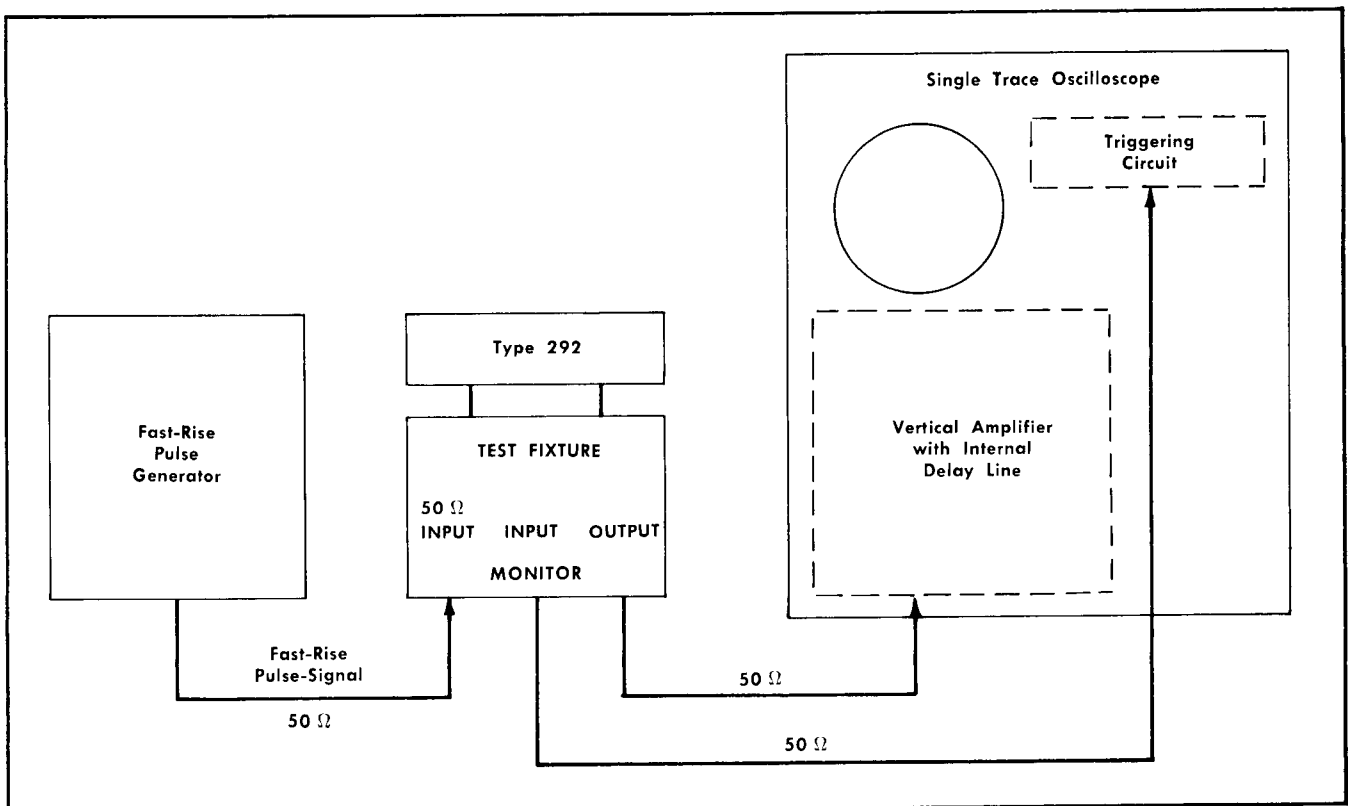 Single Trace Oscilloscope
Triggering
Circuit
Type 292
Fast-Rise
Pulse
Generator
TEST FIXTURE
50 Ω
INPUT INPUT OUTPUT
MONITOR
Vertical Amplifier
with Internal
Delay Line
Fast-Rise
Pulse-Signal
50 Ω
50 Ω
50 Ω